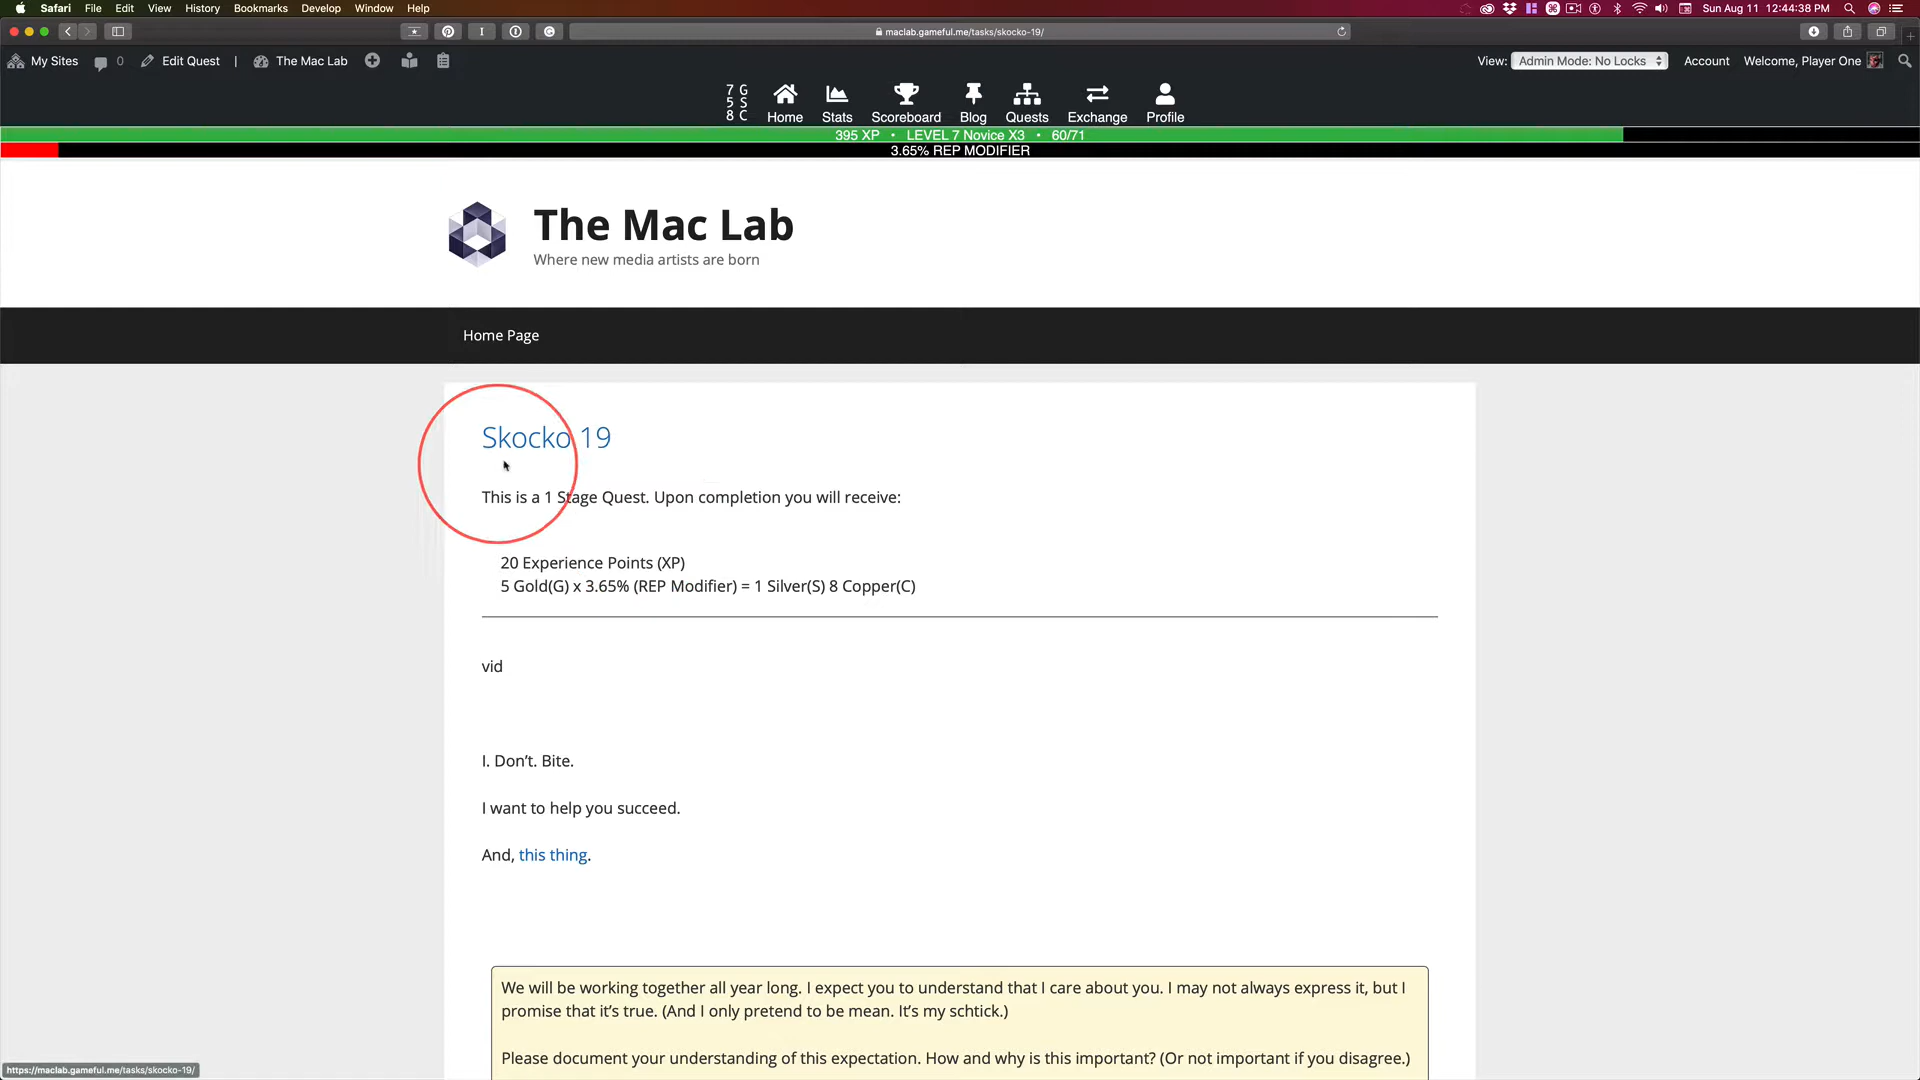 Safari File Edit View History Bookmarks Develop Window Help Sun Aug 11 12:44:38 PM
maclab.gameful.me/tasks/skocko-19/
My Sites 0 Edit Quest | The Mac Lab View: Admin Mode: No Locks Account Welcome, Player One
7 G
5 S
8 C
Home Stats Scoreboard Blog Quests Exchange Profile
395 XP • LEVEL 7 Novice X3 • 60/71
3.65% REP MODIFIER
The Mac Lab
Where new media artists are born
Home Page
Skocko 19
This is a 1 Stage Quest. Upon completion you will receive:
20 Experience Points (XP)
5 Gold(G) x 3.65% (REP Modifier) = 1 Silver(S) 8 Copper(C)
vid
I. Don’t. Bite.
I want to help you succeed.
And, this thing.
We will be working together all year long. I expect you to understand that I care about you. I may not always express it, but I
promise that it’s true. (And I only pretend to be mean. It’s my schtick.)
Please document your understanding of this expectation. How and why is this important? (Or not important if you disagree.)
https://maclab.gameful.me/tasks/skocko-19/